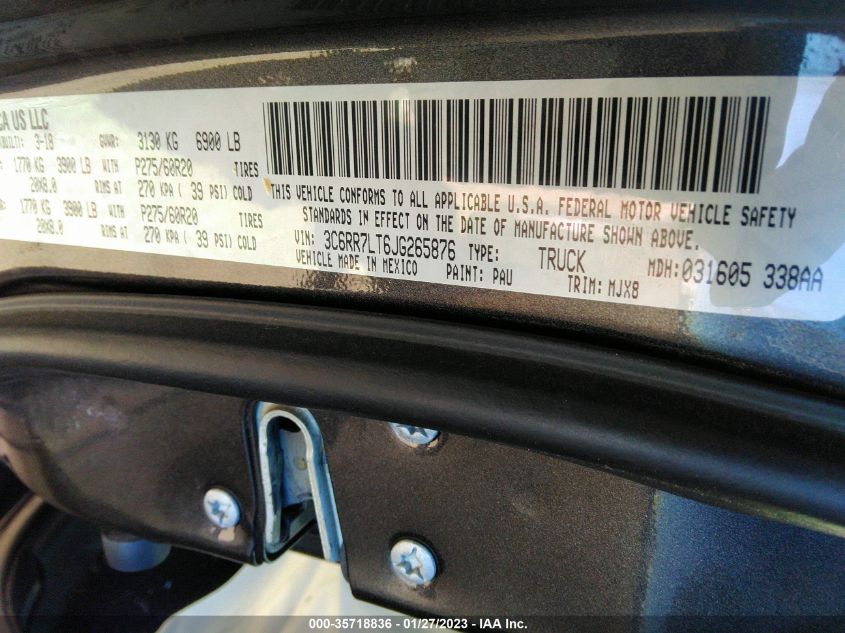 CA US LLC
BUILT): 3-18 GVWR: 3130 KG 6900 LB
1770 KG 3900 LB WITH P275/60R20 TIRES
20X8.0 RIMS AT 270 KPA ( 39 PSI) COLD
1770 KG 3900 LB WITH P275/60R20 TIRES
20X8.0 RIMS AT 270 KPA ( 39 PSI) COLD
THIS VEHICLE CONFORMS TO ALL APPLICABLE U.S.A. FEDERAL MOTOR VEHICLE SAFETY
STANDARDS IN EFFECT ON THE DATE OF MANUFACTURE SHOWN ABOVE.
VIN: 3C6RR7LT6JG265876 TYPE: TRUCK MDH:031605 338AA
VEHICLE MADE IN MEXICO PAINT: PAU TRIM: MJX8
000-35718836 - 01/27/2023 - IAA Inc.